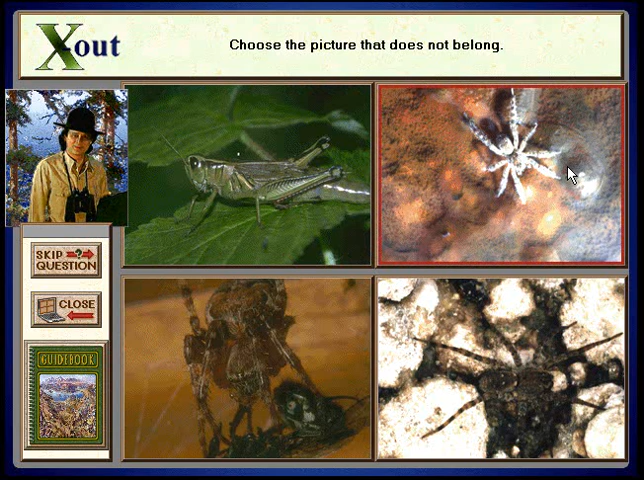 Xout
Choose the picture that does not belong.
SKIP
QUESTION
CLOSE
GUIDEBOOK